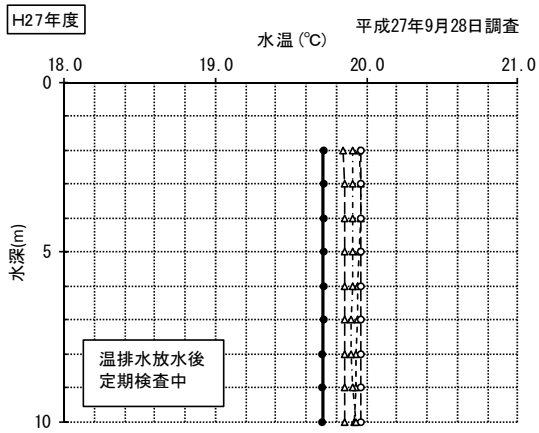 H27年度
平成27年9月28日調査
水温(℃)
18.0 19.0 20.0 21.0
0
5
10
水深(m)
温排水放水後
定期検査中